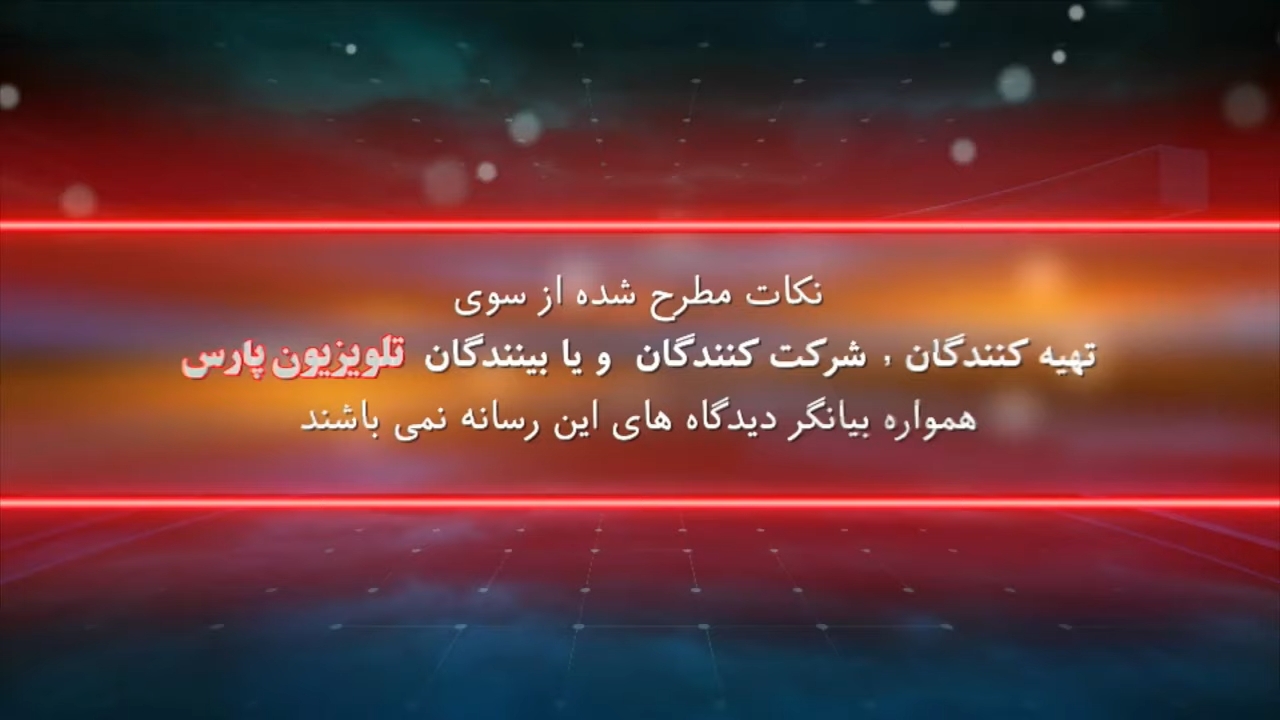 نکات مطرح شده از سوی
تهیه کنندگان , شرکت کنندگان و یا بینندگان تلویزیون پارس
همواره بیانگر دیدگاه های این رسانه نمی باشند